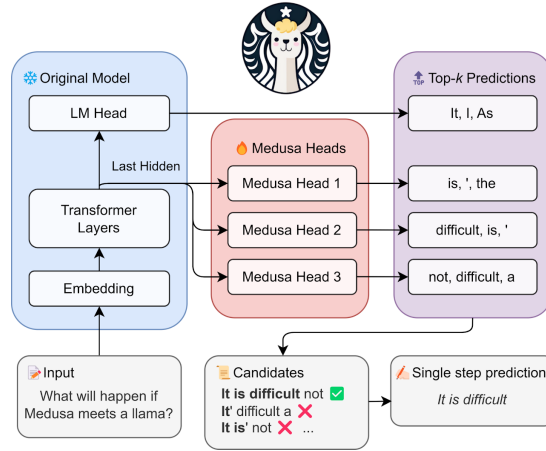 Original Model
LM Head
Last Hidden
Transformer
Layers
Embedding
Medusa Heads
Medusa Head 1
Medusa Head 2
Medusa Head 3
TOP
Top-k Predictions
It, I, As
is, ', the
difficult, is, '
not, difficult, a
Input
What will happen if
Medusa meets a llama?
Candidates
It is difficult not
It' difficult a
It is' not ...
Single step prediction
It is difficult